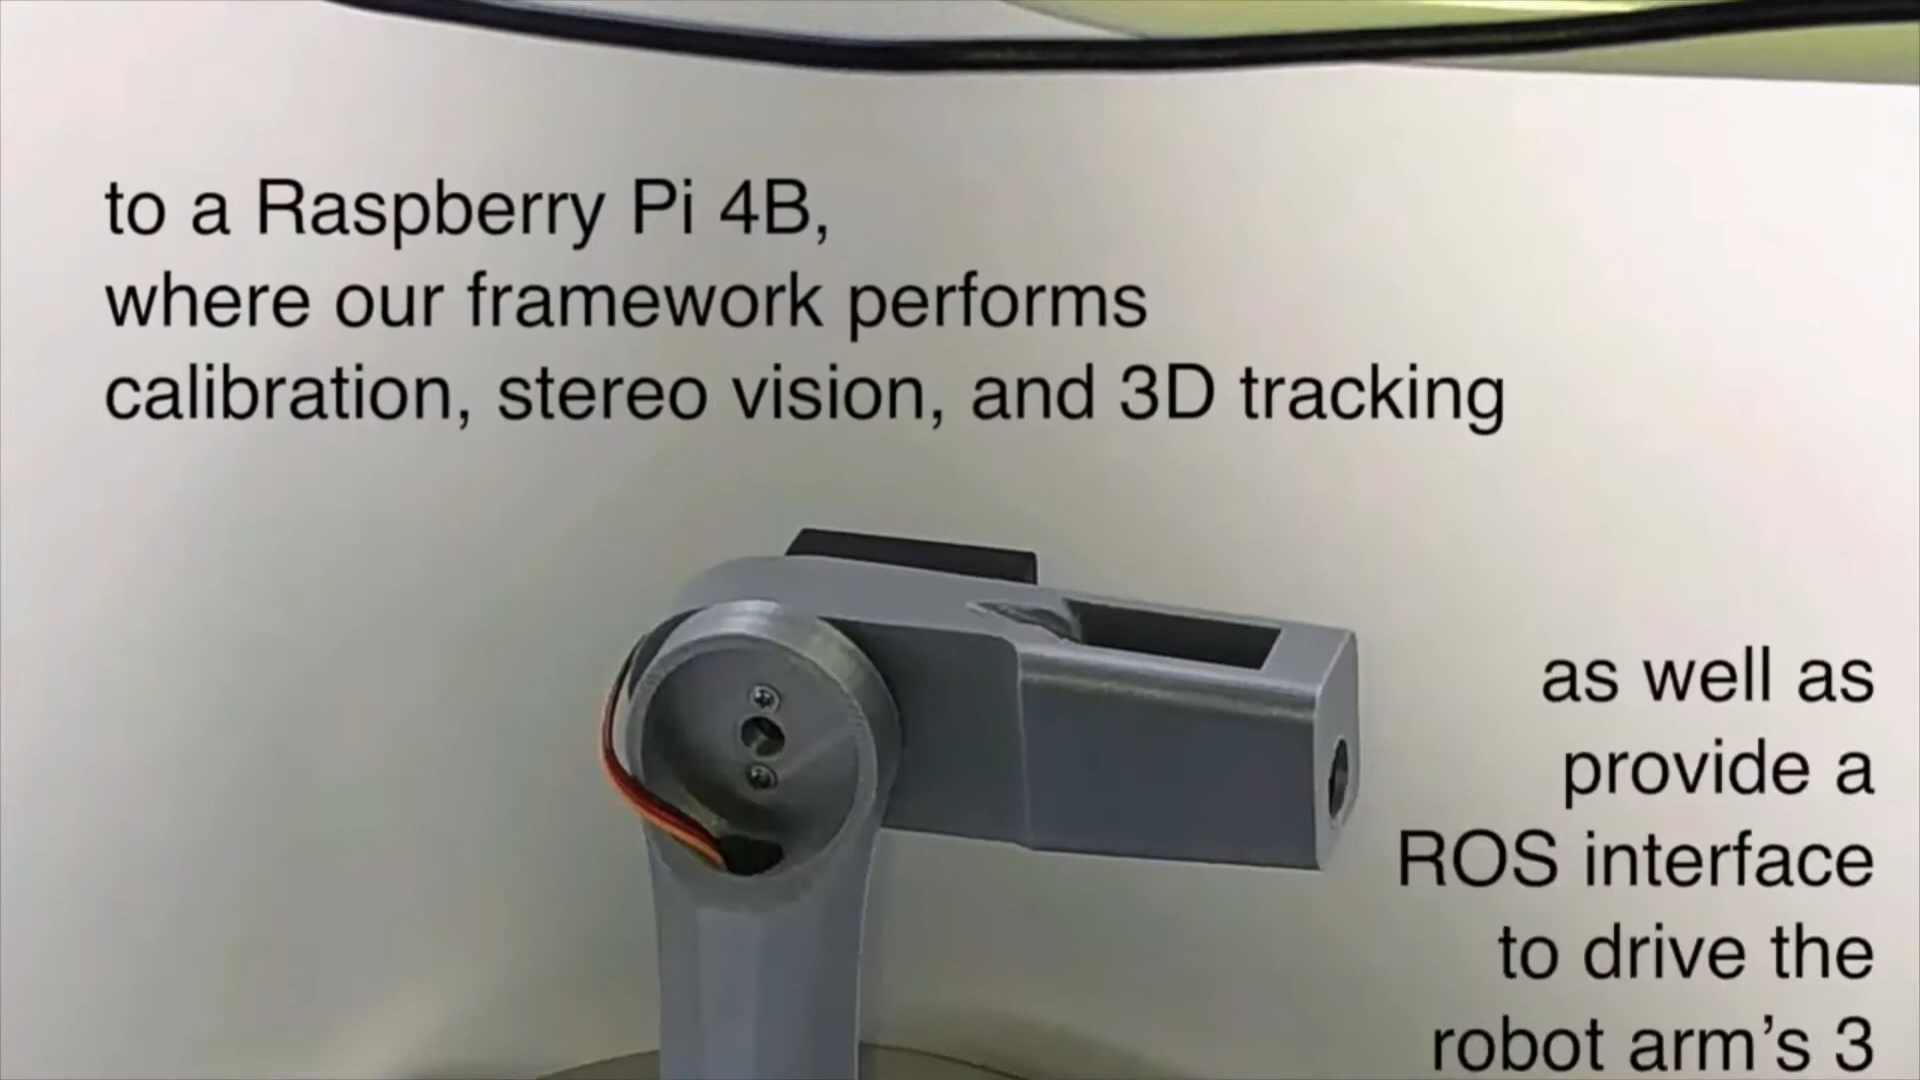 to a Raspberry Pi 4B,
where our framework performs
calibration, stereo vision, and 3D tracking
as well as
provide a
ROS interface
to drive the
robot arm’s 3